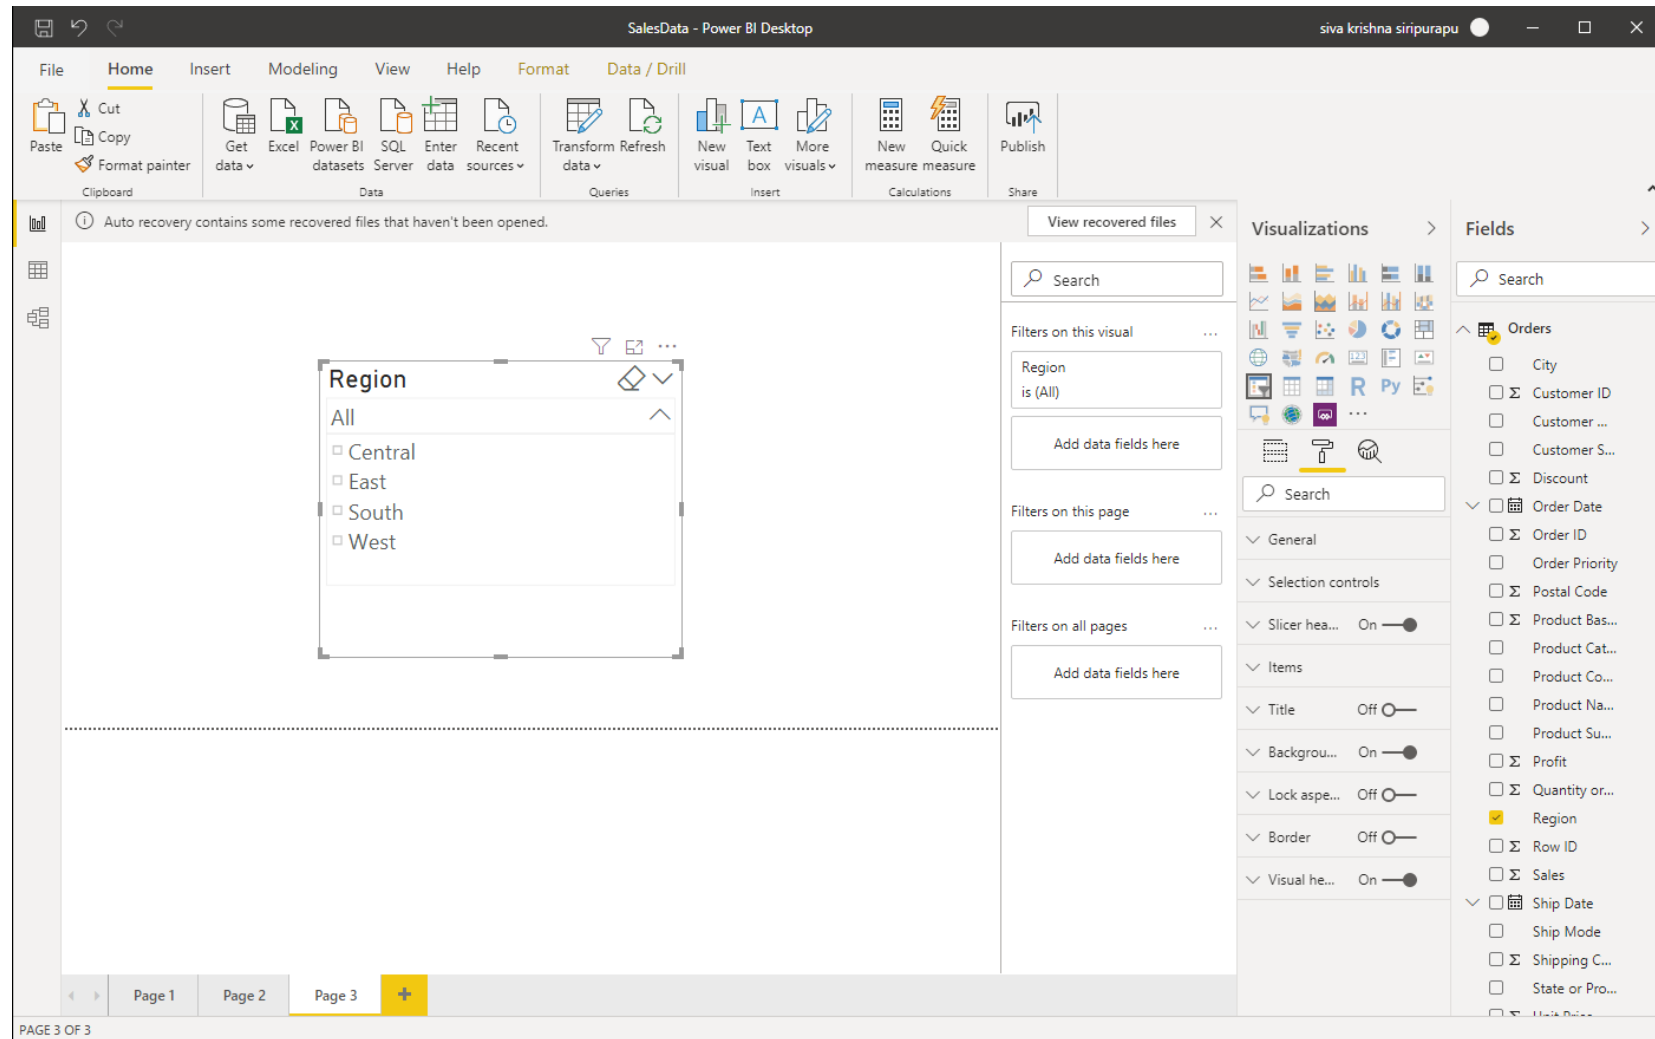 SalesData - Power BI Desktop
siva krishna siripurapu
File Home Insert Modeling View Help Format Data / Drill
Paste
Cut
Copy
Format painter
Clipboard
Get data
Excel
Power BI datasets
SQL Server
Enter data
Recent sources
Data
Transform data
Refresh
Queries
New visual
Text box
More visuals
Insert
New measure
Quick measure
Calculations
Publish
Share
Auto recovery contains some recovered files that haven't been opened.
View recovered files
Region
All
Central
East
South
West
Search
Filters on this visual
Region
is (All)
Add data fields here
Filters on this page
Add data fields here
Filters on all pages
Add data fields here
Visualizations
R Py
123
Search
General
Selection controls
Slicer hea... On
Items
Title Off
Backgrou... On
Lock aspe... Off
Border Off
Visual he... On
Fields
Search
Orders
City
Σ Customer ID
Customer ...
Customer S...
Σ Discount
Order Date
Σ Order ID
Order Priority
Σ Postal Code
Σ Product Bas...
Product Cat...
Product Co...
Product Na...
Product Su...
Σ Profit
Σ Quantity or...
Region
Σ Row ID
Σ Sales
Ship Date
Ship Mode
Σ Shipping C...
State or Pro...
Σ Unit Price
Page 1
Page 2
Page 3
PAGE 3 OF 3